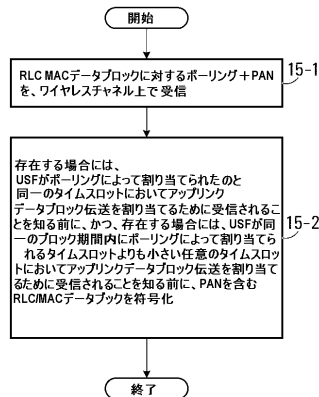 開始
RLC MACデータブロックに対するポーリング＋PAN
を、ワイヤレスチャネル上で受信
15-1
存在する場合には、
USFがポーリングによって割り当てられたのと
同一のタイムスロットにおいてアップリンク
データブロック伝送を割り当てるために受信されるこ
とを知る前に、かつ、存在する場合には、USFが同
一のブロック期間内にポーリングによって割り当てら
れるタイムスロットよりも小さい任意のタイムスロッ
トにおいてアップリンクデータブロック伝送を割り当て
るために受信されることを知る前に、PANを含む
RLC/MACデータブックを符号化
15-2
終了